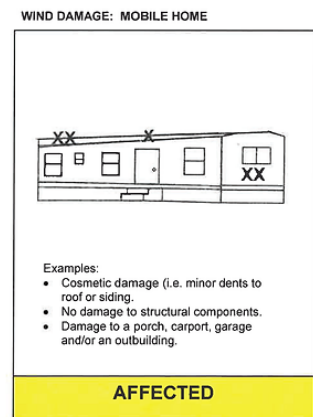 WIND DAMAGE: MOBILE HOME
XX
X
XX
Examples:
• Cosmetic damage (i.e. minor dents to
roof or siding.
• No damage to structural components.
• Damage to a porch, carport, garage
and/or an outbuilding.
AFFECTED